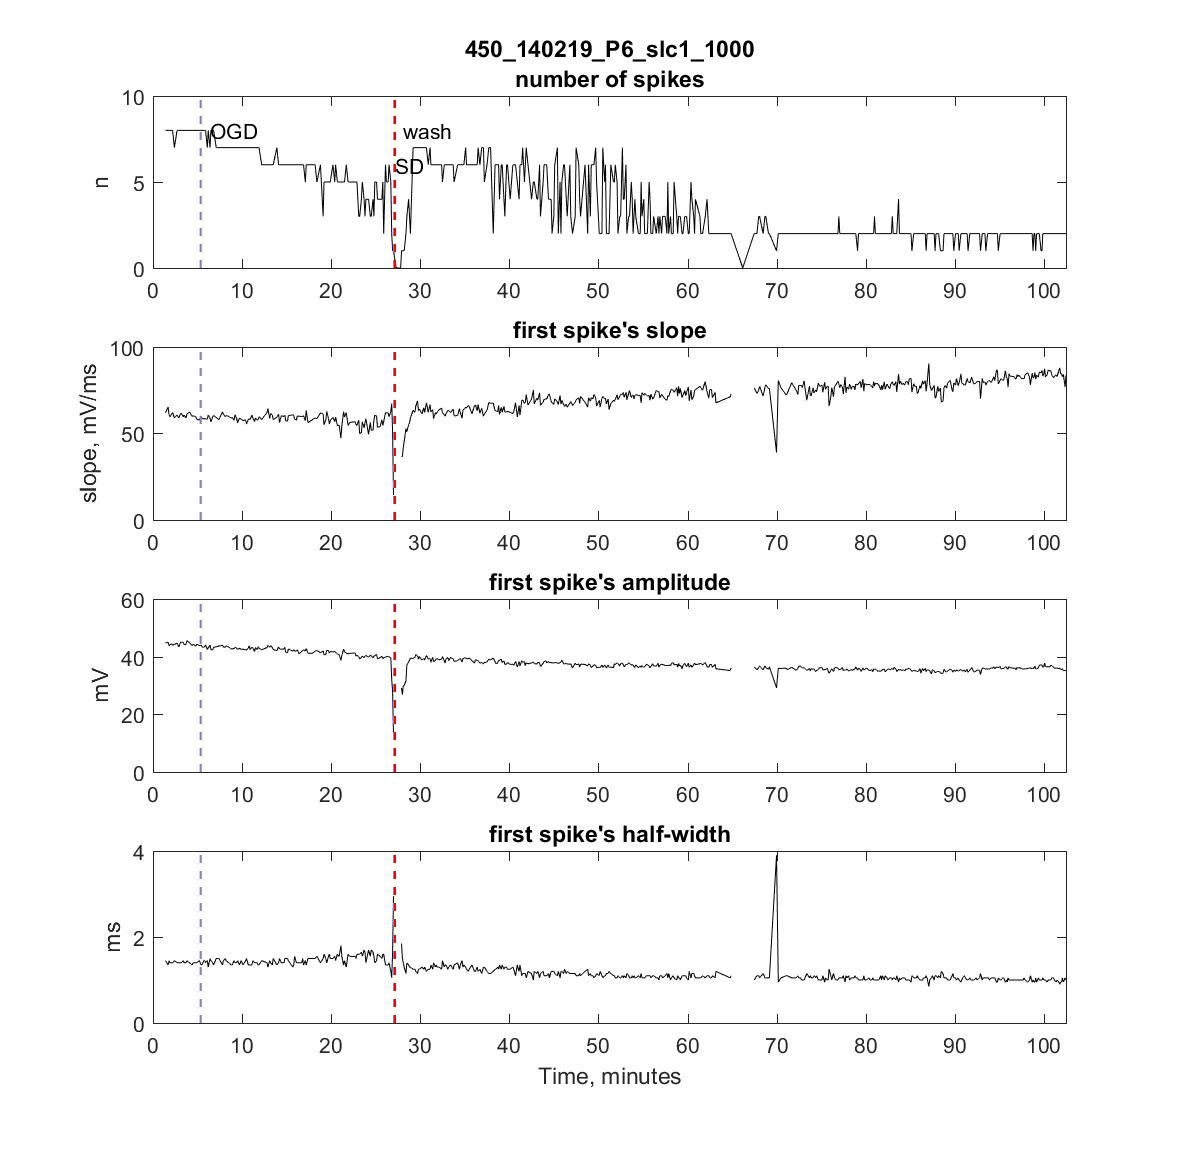 450_140219_P6_slc1_1000
number of spikes
10
5
0
n
OGD
wash
SD
0 10 20 30 40 50 60 70 80 90 100
first spike's slope
100
50
0
slope, mV/ms
0 10 20 30 40 50 60 70 80 90 100
first spike's amplitude
60
40
20
0
mV
0 10 20 30 40 50 60 70 80 90 100
first spike's half-width
4
2
0
ms
0 10 20 30 40 50 60 70 80 90 100
Time, minutes